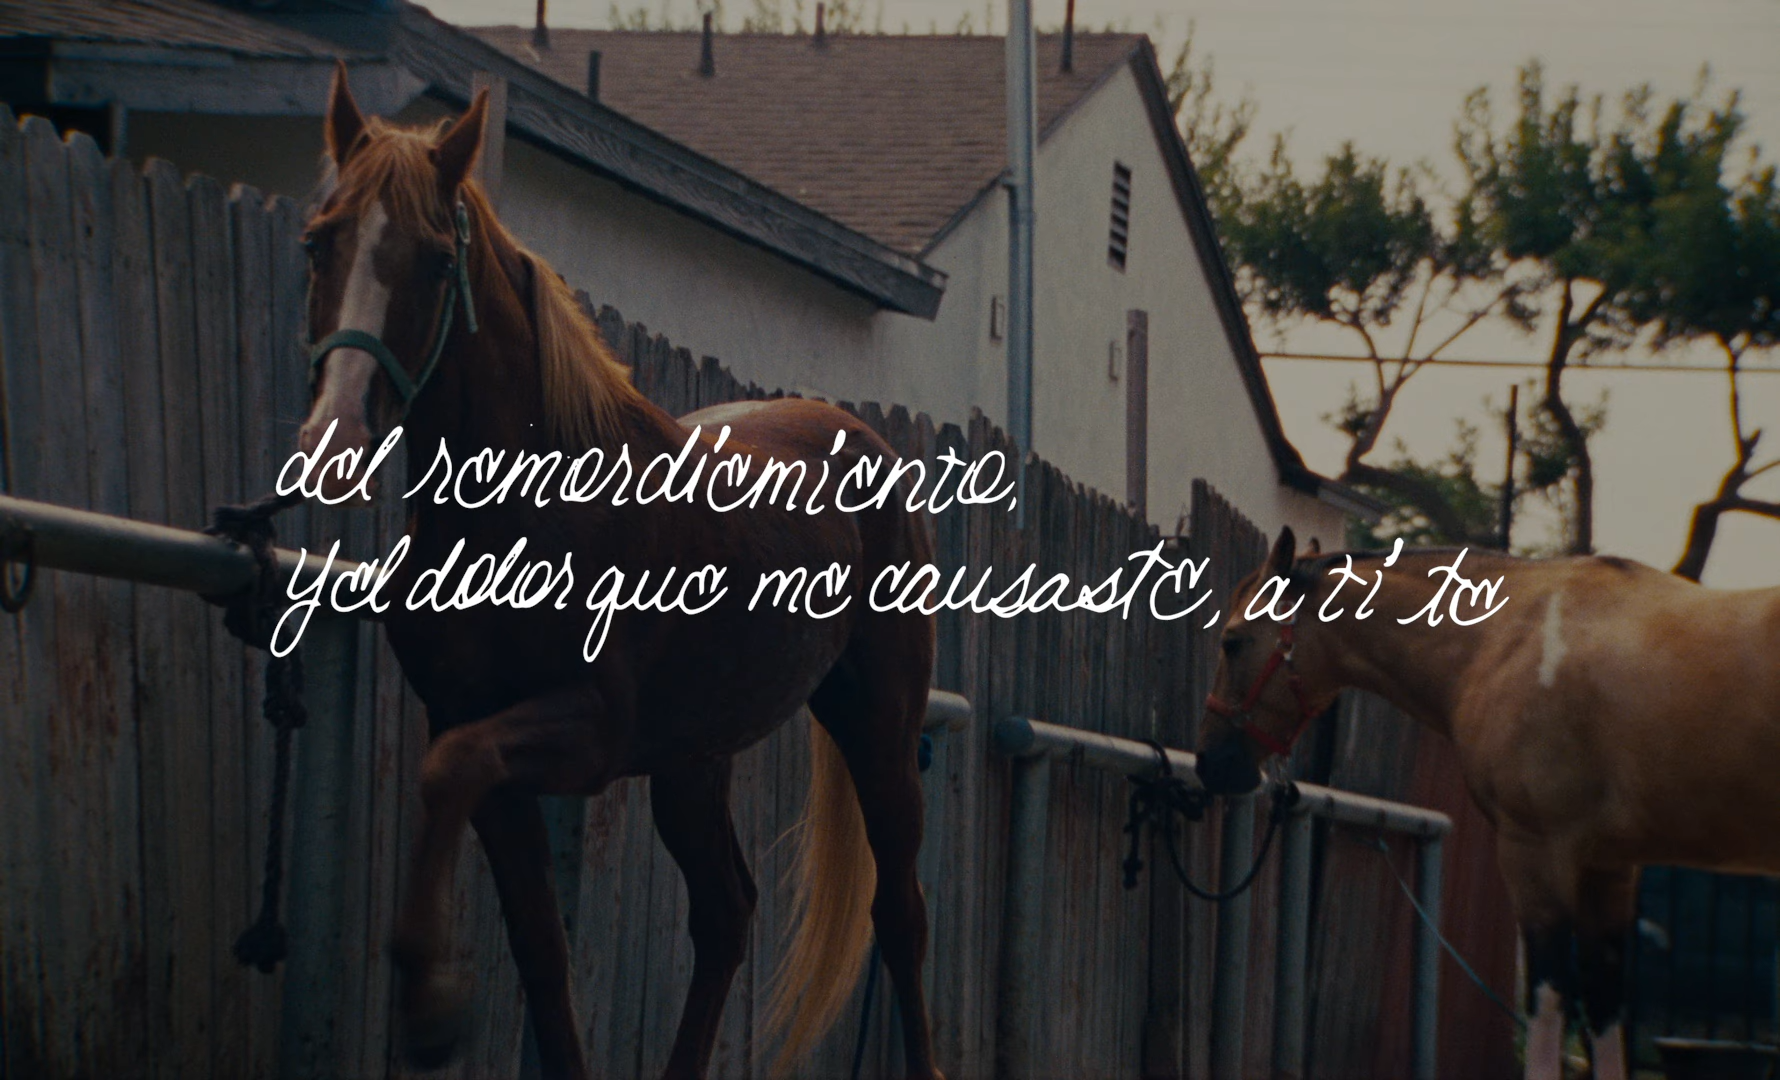 del remordimiento,
y el dolor que me causaste, a ti te